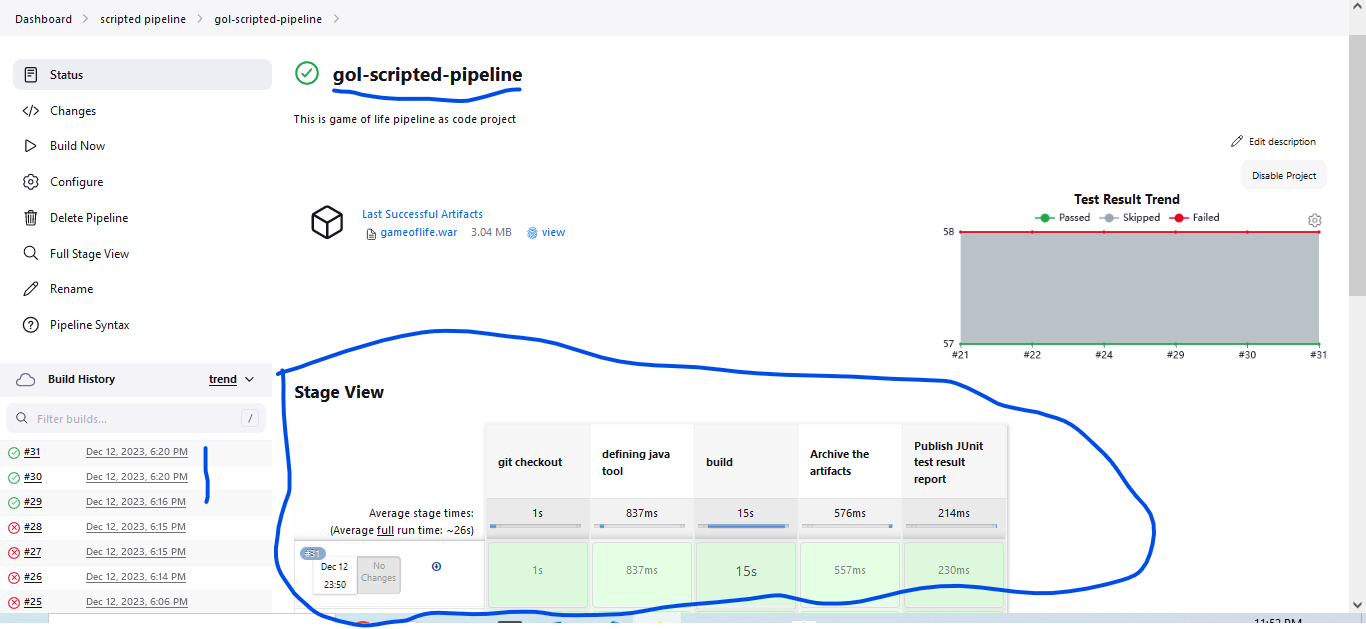 Dashboard
scripted pipeline
gol-scripted-pipeline
Status
Changes
Build Now
Configure
Delete Pipeline
Full Stage View
Rename
Pipeline Syntax
Build History
trend
Filter builds...
/
#31 Dec 12, 2023, 6:20 PM
#30 Dec 12, 2023, 6:20 PM
#29 Dec 12, 2023, 6:16 PM
#28 Dec 12, 2023, 6:15 PM
#27 Dec 12, 2023, 6:15 PM
#26 Dec 12, 2023, 6:14 PM
#25 Dec 12, 2023, 6:06 PM
gol-scripted-pipeline
This is game of life pipeline as code project
Edit description
Disable Project
Last Successful Artifacts
gameoflife.war 3.04 MB view
Test Result Trend
Passed Skipped Failed
58
57
#21 #22 #24 #29 #30 #31
Stage View
git checkout
defining java
tool
build
Archive the
artifacts
Publish JUnit
test result
report
Average stage times:
(Average full run time: ~26s)
1s 837ms 15s 576ms 214ms
#31
Dec 12
23:50
No
Changes
1s 837ms 15s 557ms 230ms
11:52 PM